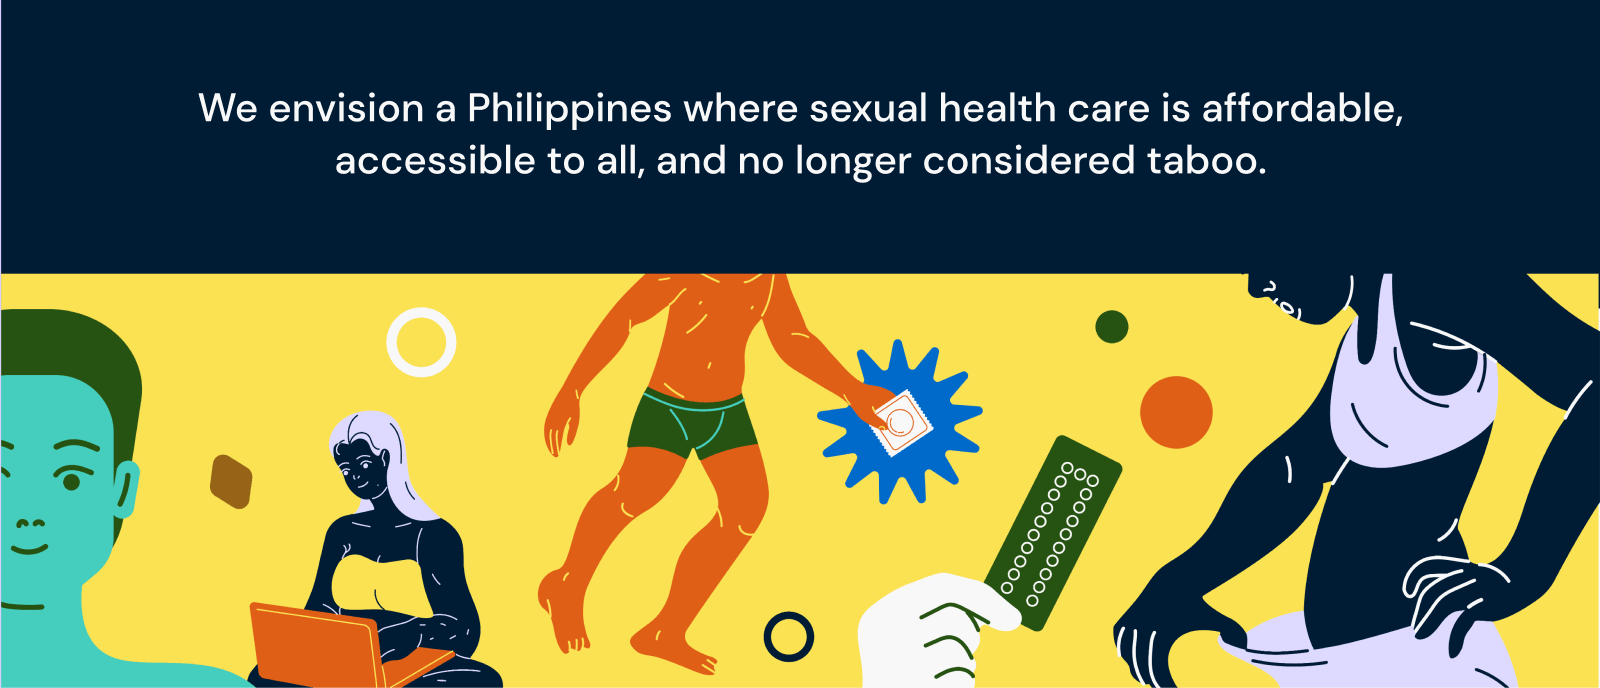 We envision a Philippines where sexual health care is affordable,
accessible to all, and no longer considered taboo.